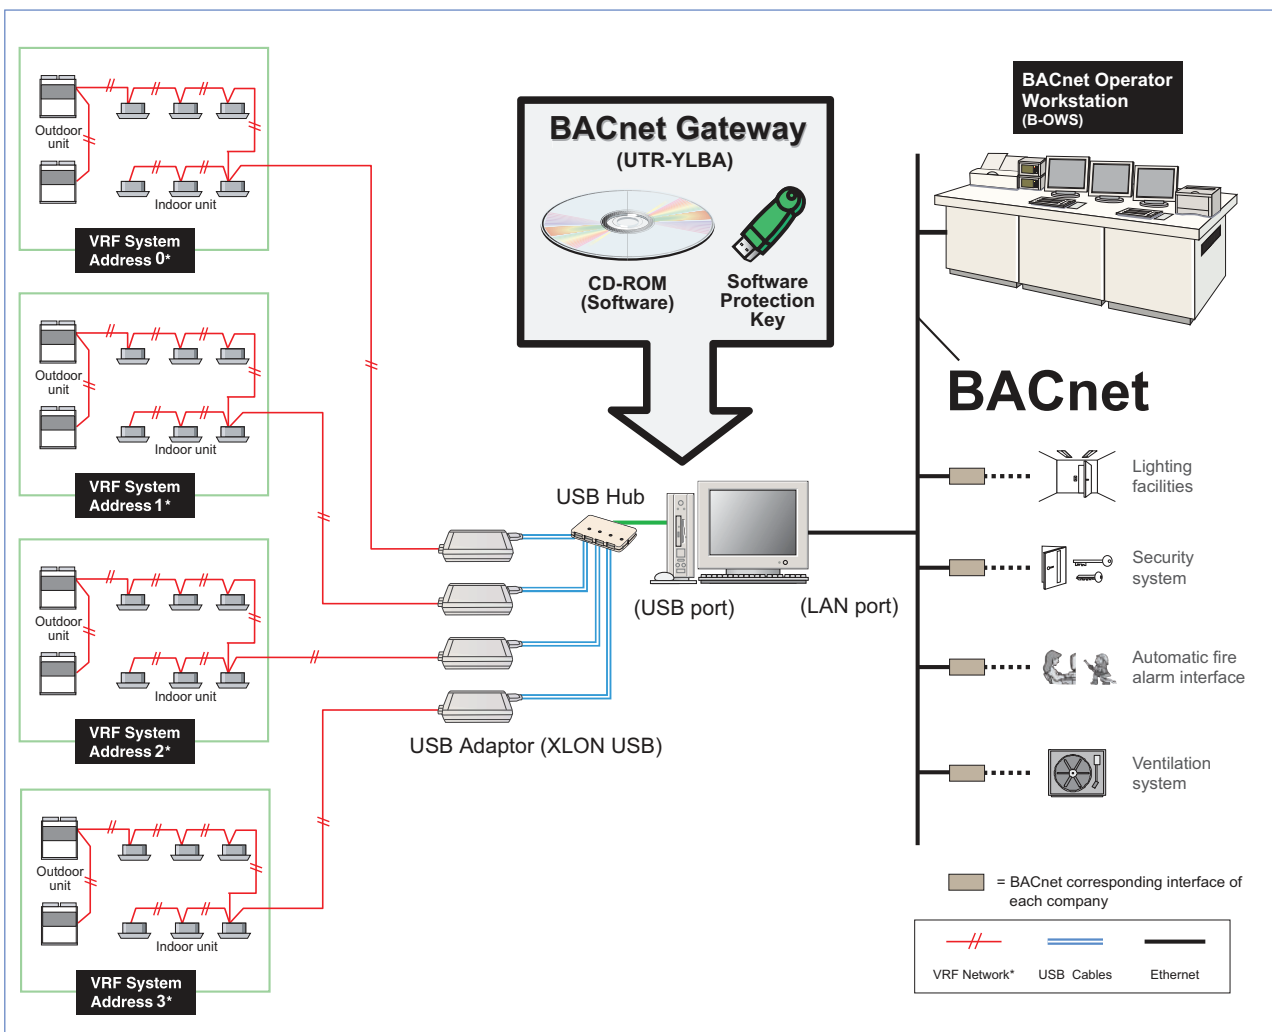 Outdoor
unit
Indoor unit
VRF System
Address 0*
Outdoor
unit
Indoor unit
VRF System
Address 1*
Outdoor
unit
Indoor unit
VRF System
Address 2*
Outdoor
unit
Indoor unit
VRF System
Address 3*
BACnet Gateway
(UTR-YLBA)
CD-ROM
(Software)
Software
Protection
Key
USB Hub
(USB port)
(LAN port)
USB Adaptor (XLON USB)
BACnet Operator
Workstation
(B-OWS)
BACnet
Lighting
facilities
Security
system
Automatic fire
alarm interface
Ventilation
system
= BACnet corresponding interface of
each company
VRF Network*
USB Cables
Ethernet